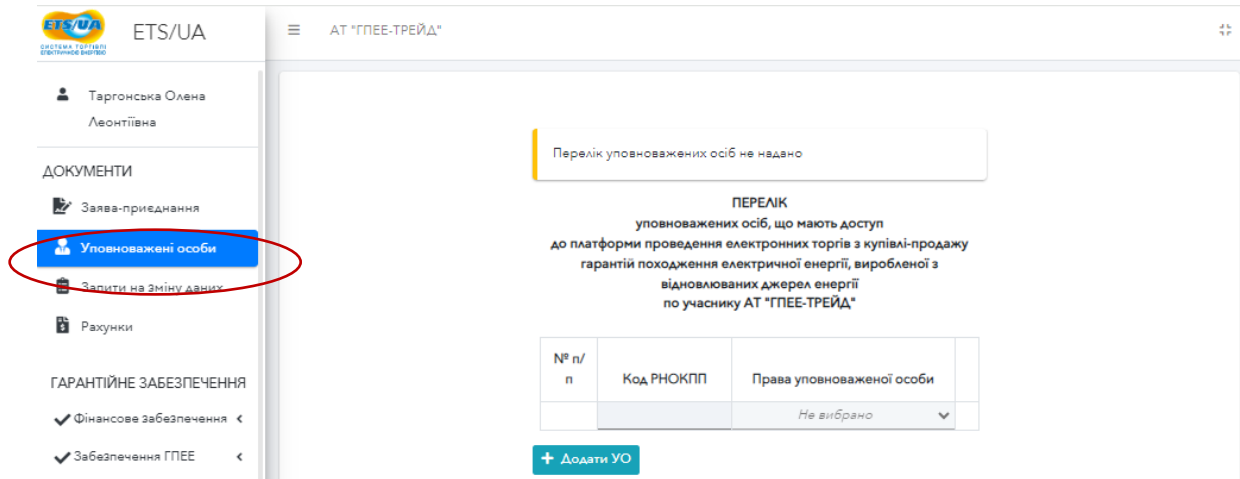 ETS/UA
СИСТЕМА ТОРГІВЛІ
ЕЛЕКТРИЧНОЮ ЕНЕРГІЄЮ
ETS/UA
АТ "ГПЕЕ-ТРЕЙД"
Таргонська Олена
Леонтіївна
ДОКУМЕНТИ
Заява-приєднання
Уповноважені особи
Запити на зміну даних
Рахунки
ГАРАНТІЙНЕ ЗАБЕЗПЕЧЕННЯ
Фінансове забезпечення
Забезпечення ГПЕЕ
Перелік уповноважених осіб не надано
ПЕРЕЛІК
уповноважених осіб, що мають доступ
до платформи проведення електронних торгів з купівлі-продажу
гарантій походження електричної енергії, виробленої з
відновлюваних джерел енергії
по учаснику АТ "ГПЕЕ-ТРЕЙД"
№ п/
п
Код РНОКПП
Права уповноваженої особи
Не вибрано
+ Додати УО